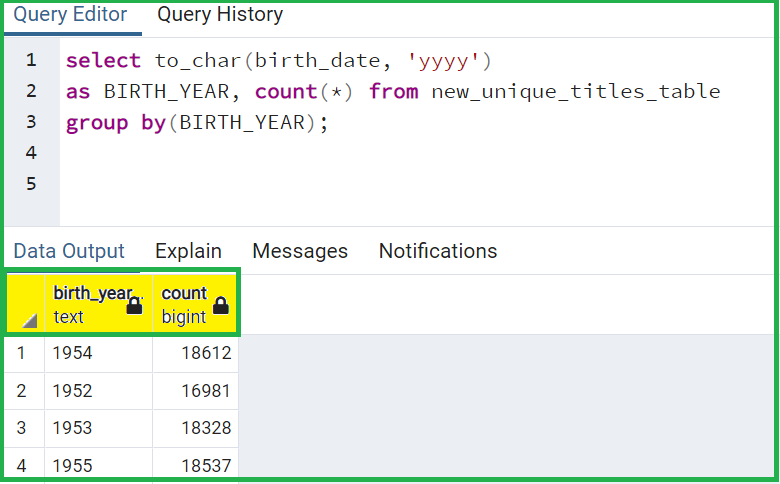 Query Editor Query History
1 select to_char(birth_date, 'yyyy')
2 as BIRTH_YEAR, count(*) from new_unique_titles_table
3 group by(BIRTH_YEAR);
4
5
Data Output Explain Messages Notifications
birth_year... count
text bigint
1 1954 18612
2 1952 16981
3 1953 18328
4 1955 18537